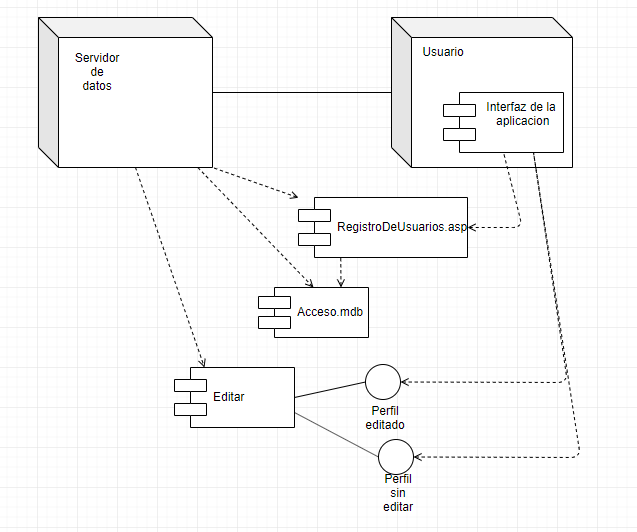 Servidor
de
datos
Usuario
Interfaz de la
aplicacion
RegistroDeUsuarios.asp
Acceso.mdb
Editar
Perfil
editado
Perfil
sin
editar